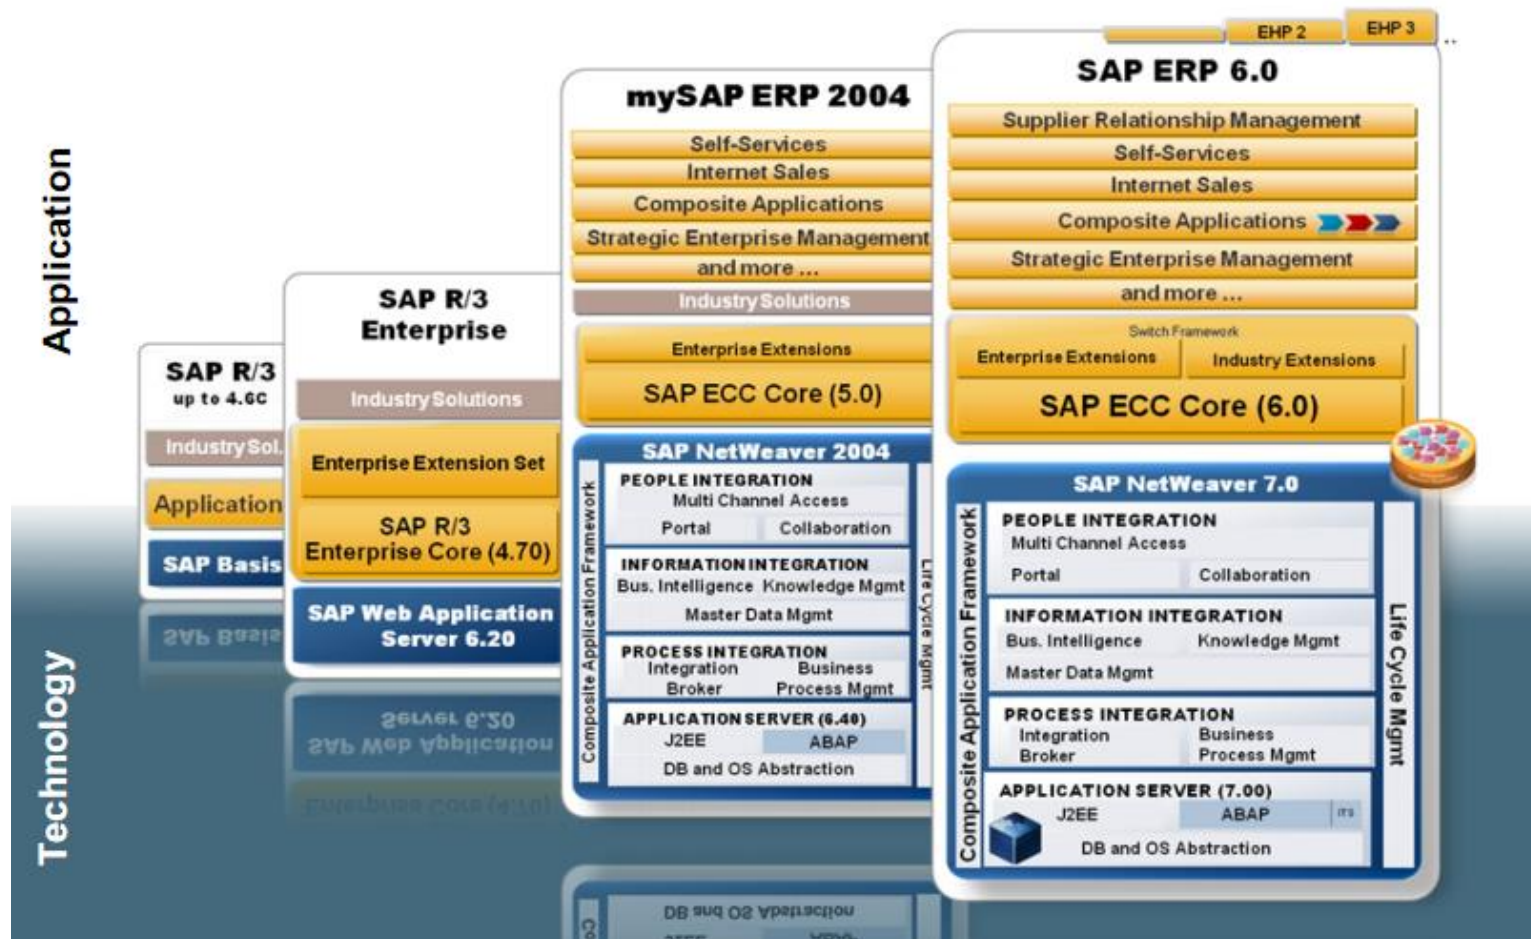 Application
Technology
SAP R/3
up to 4.6C
Industry Sol.
Application
SAP Basis
SAP R/3
Enterprise
Industry Solutions
Enterprise Extension Set
SAP R/3
Enterprise Core (4.70)
SAP Web Application
Server 6.20
mySAP ERP 2004
Self-Services
Internet Sales
Composite Applications
Strategic Enterprise Management
and more ...
Industry Solutions
Enterprise Extensions
SAP ECC Core (5.0)
SAP NetWeaver 2004
Composite Application Framework
PEOPLE INTEGRATION
Multi Channel Access
Portal Collaboration
INFORMATION INTEGRATION
Bus. Intelligence Knowledge Mgmt
Master Data Mgmt
PROCESS INTEGRATION
Integration Business
Broker Process Mgmt
APPLICATION SERVER (6.40)
J2EE ABAP
DB and OS Abstraction
Life Cycle Mgmt
EHP 2
EHP 3
..
SAP ERP 6.0
Supplier Relationship Management
Self-Services
Internet Sales
Composite Applications
Strategic Enterprise Management
and more ...
Switch Framework
Enterprise Extensions Industry Extensions
SAP ECC Core (6.0)
SAP NetWeaver 7.0
Composite Application Framework
PEOPLE INTEGRATION
Multi Channel Access
Portal Collaboration
INFORMATION INTEGRATION
Bus. Intelligence Knowledge Mgmt
Master Data Mgmt
PROCESS INTEGRATION
Integration Business
Broker Process Mgmt
APPLICATION SERVER (7.00)
J2EE ABAP ITS
DB and OS Abstraction
Life Cycle Mgmt